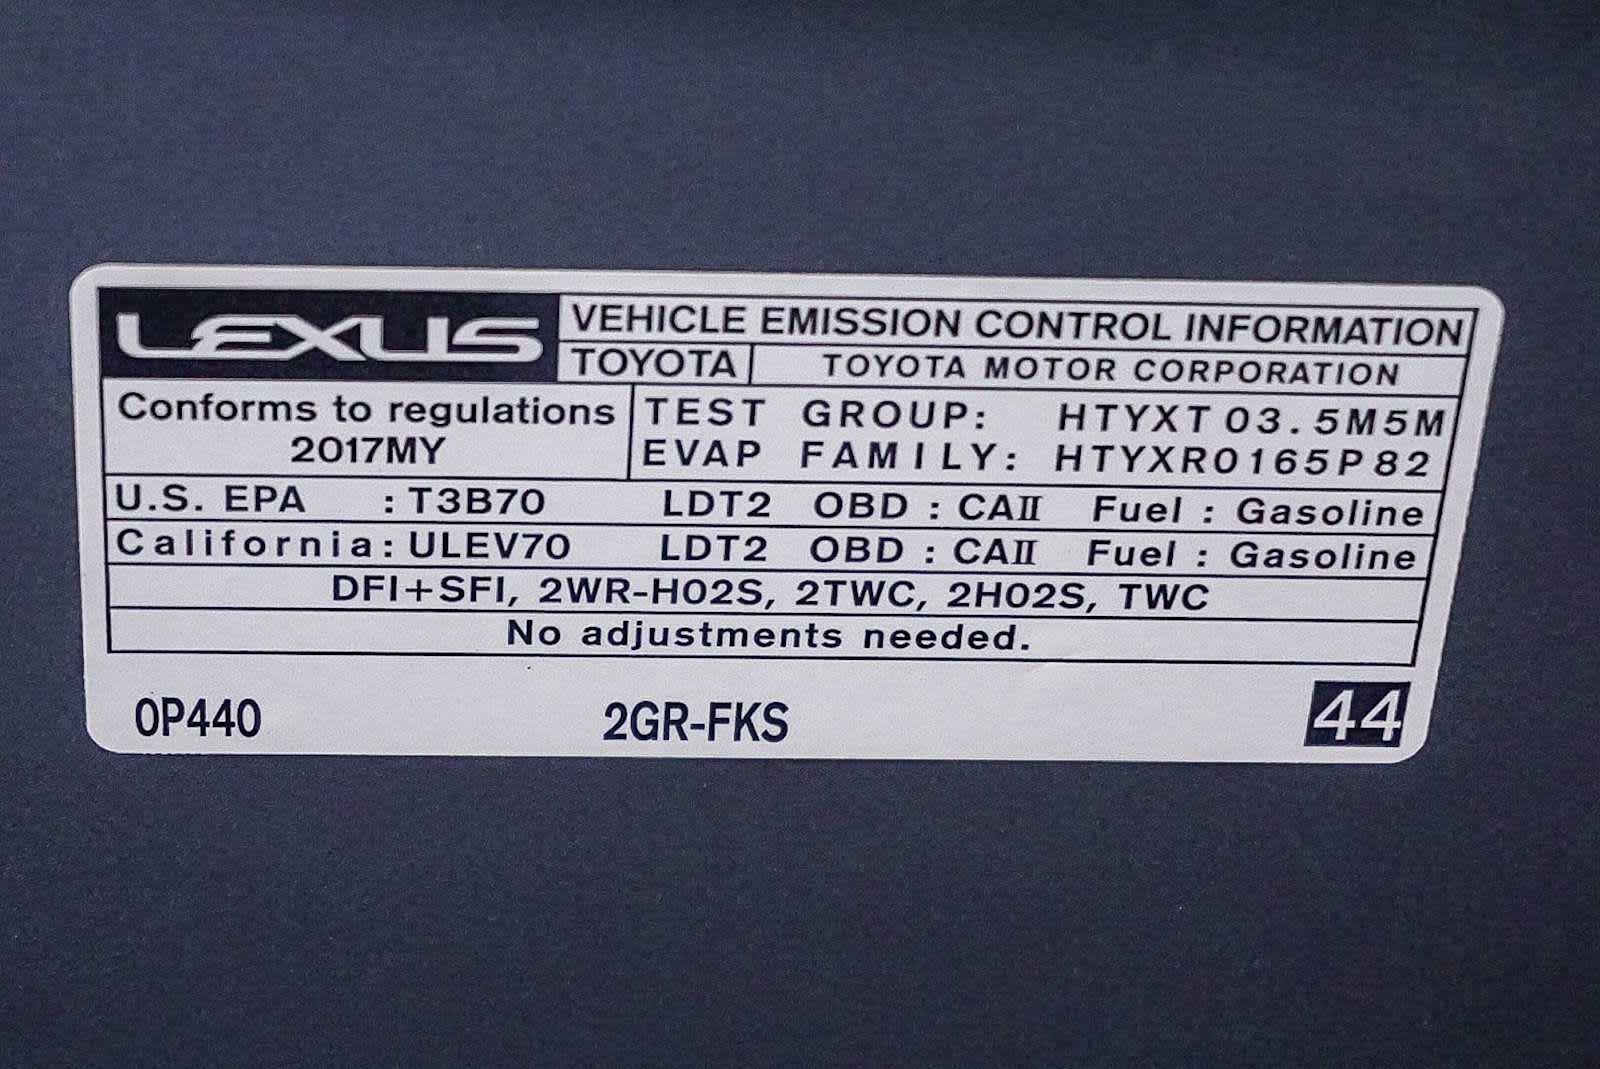 LEXUS VEHICLE EMISSION CONTROL INFORMATION
TOYOTA TOYOTA MOTOR CORPORATION
Conforms to regulations TEST GROUP: HTYXT03.5M5M
2017MY EVAP FAMILY: HTYXR0165P82
U.S. EPA : T3B70 LDT2 OBD : CAII Fuel : Gasoline
California : ULEV70 LDT2 OBD : CAII Fuel : Gasoline
DFI+SFI, 2WR-HO2S, 2TWC, 2HO2S, TWC
No adjustments needed.
0P440 2GR-FKS 44